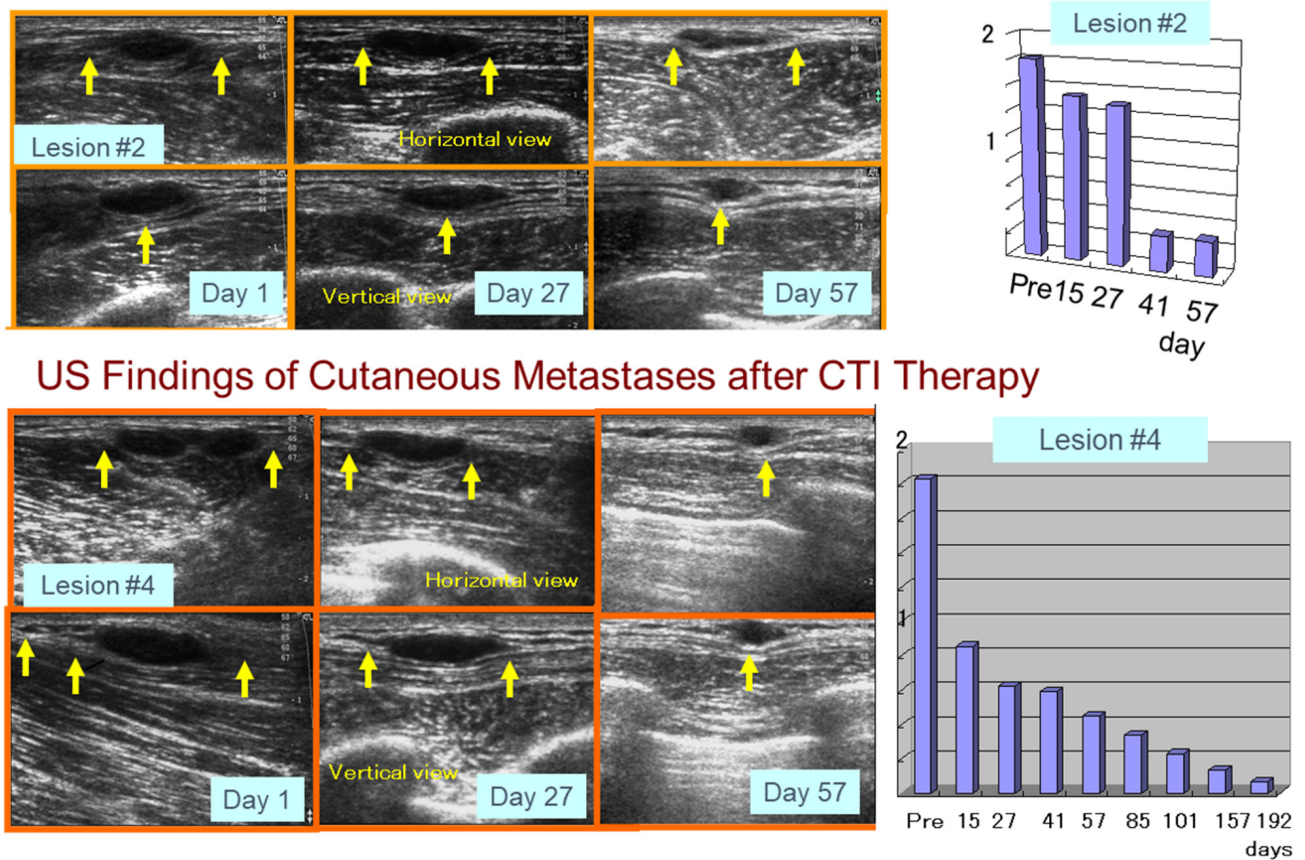 Lesion #2
Horizontal view
Vertical view
Day 1
Day 27
Day 57
Lesion #2
2
1
Pre 15 27 41 57
day
US Findings of Cutaneous Metastases after CTI Therapy
Lesion #4
Horizontal view
Vertical view
Day 1
Day 27
Day 57
Lesion #4
2
1
Pre 15 27 41 57 85 101 157 192
days